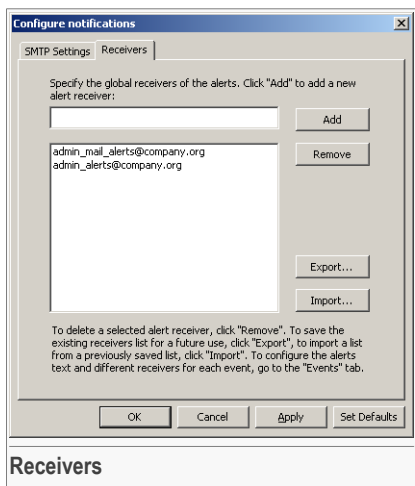 Configure notifications
SMTP Settings
Receivers
Specify the global receivers of the alerts. Click "Add" to add a new
alert receiver:
Add
admin_mail_alerts@company.org
admin_alerts@company.org
Remove
Export...
Import...
To delete a selected alert receiver, click "Remove". To save the
existing receivers list for a future use, click "Export", to import a list
from a previously saved list, click "Import". To configure the alerts
text and different receivers for each event, go to the "Events" tab.
OK
Cancel
Apply
Set Defaults
Receivers